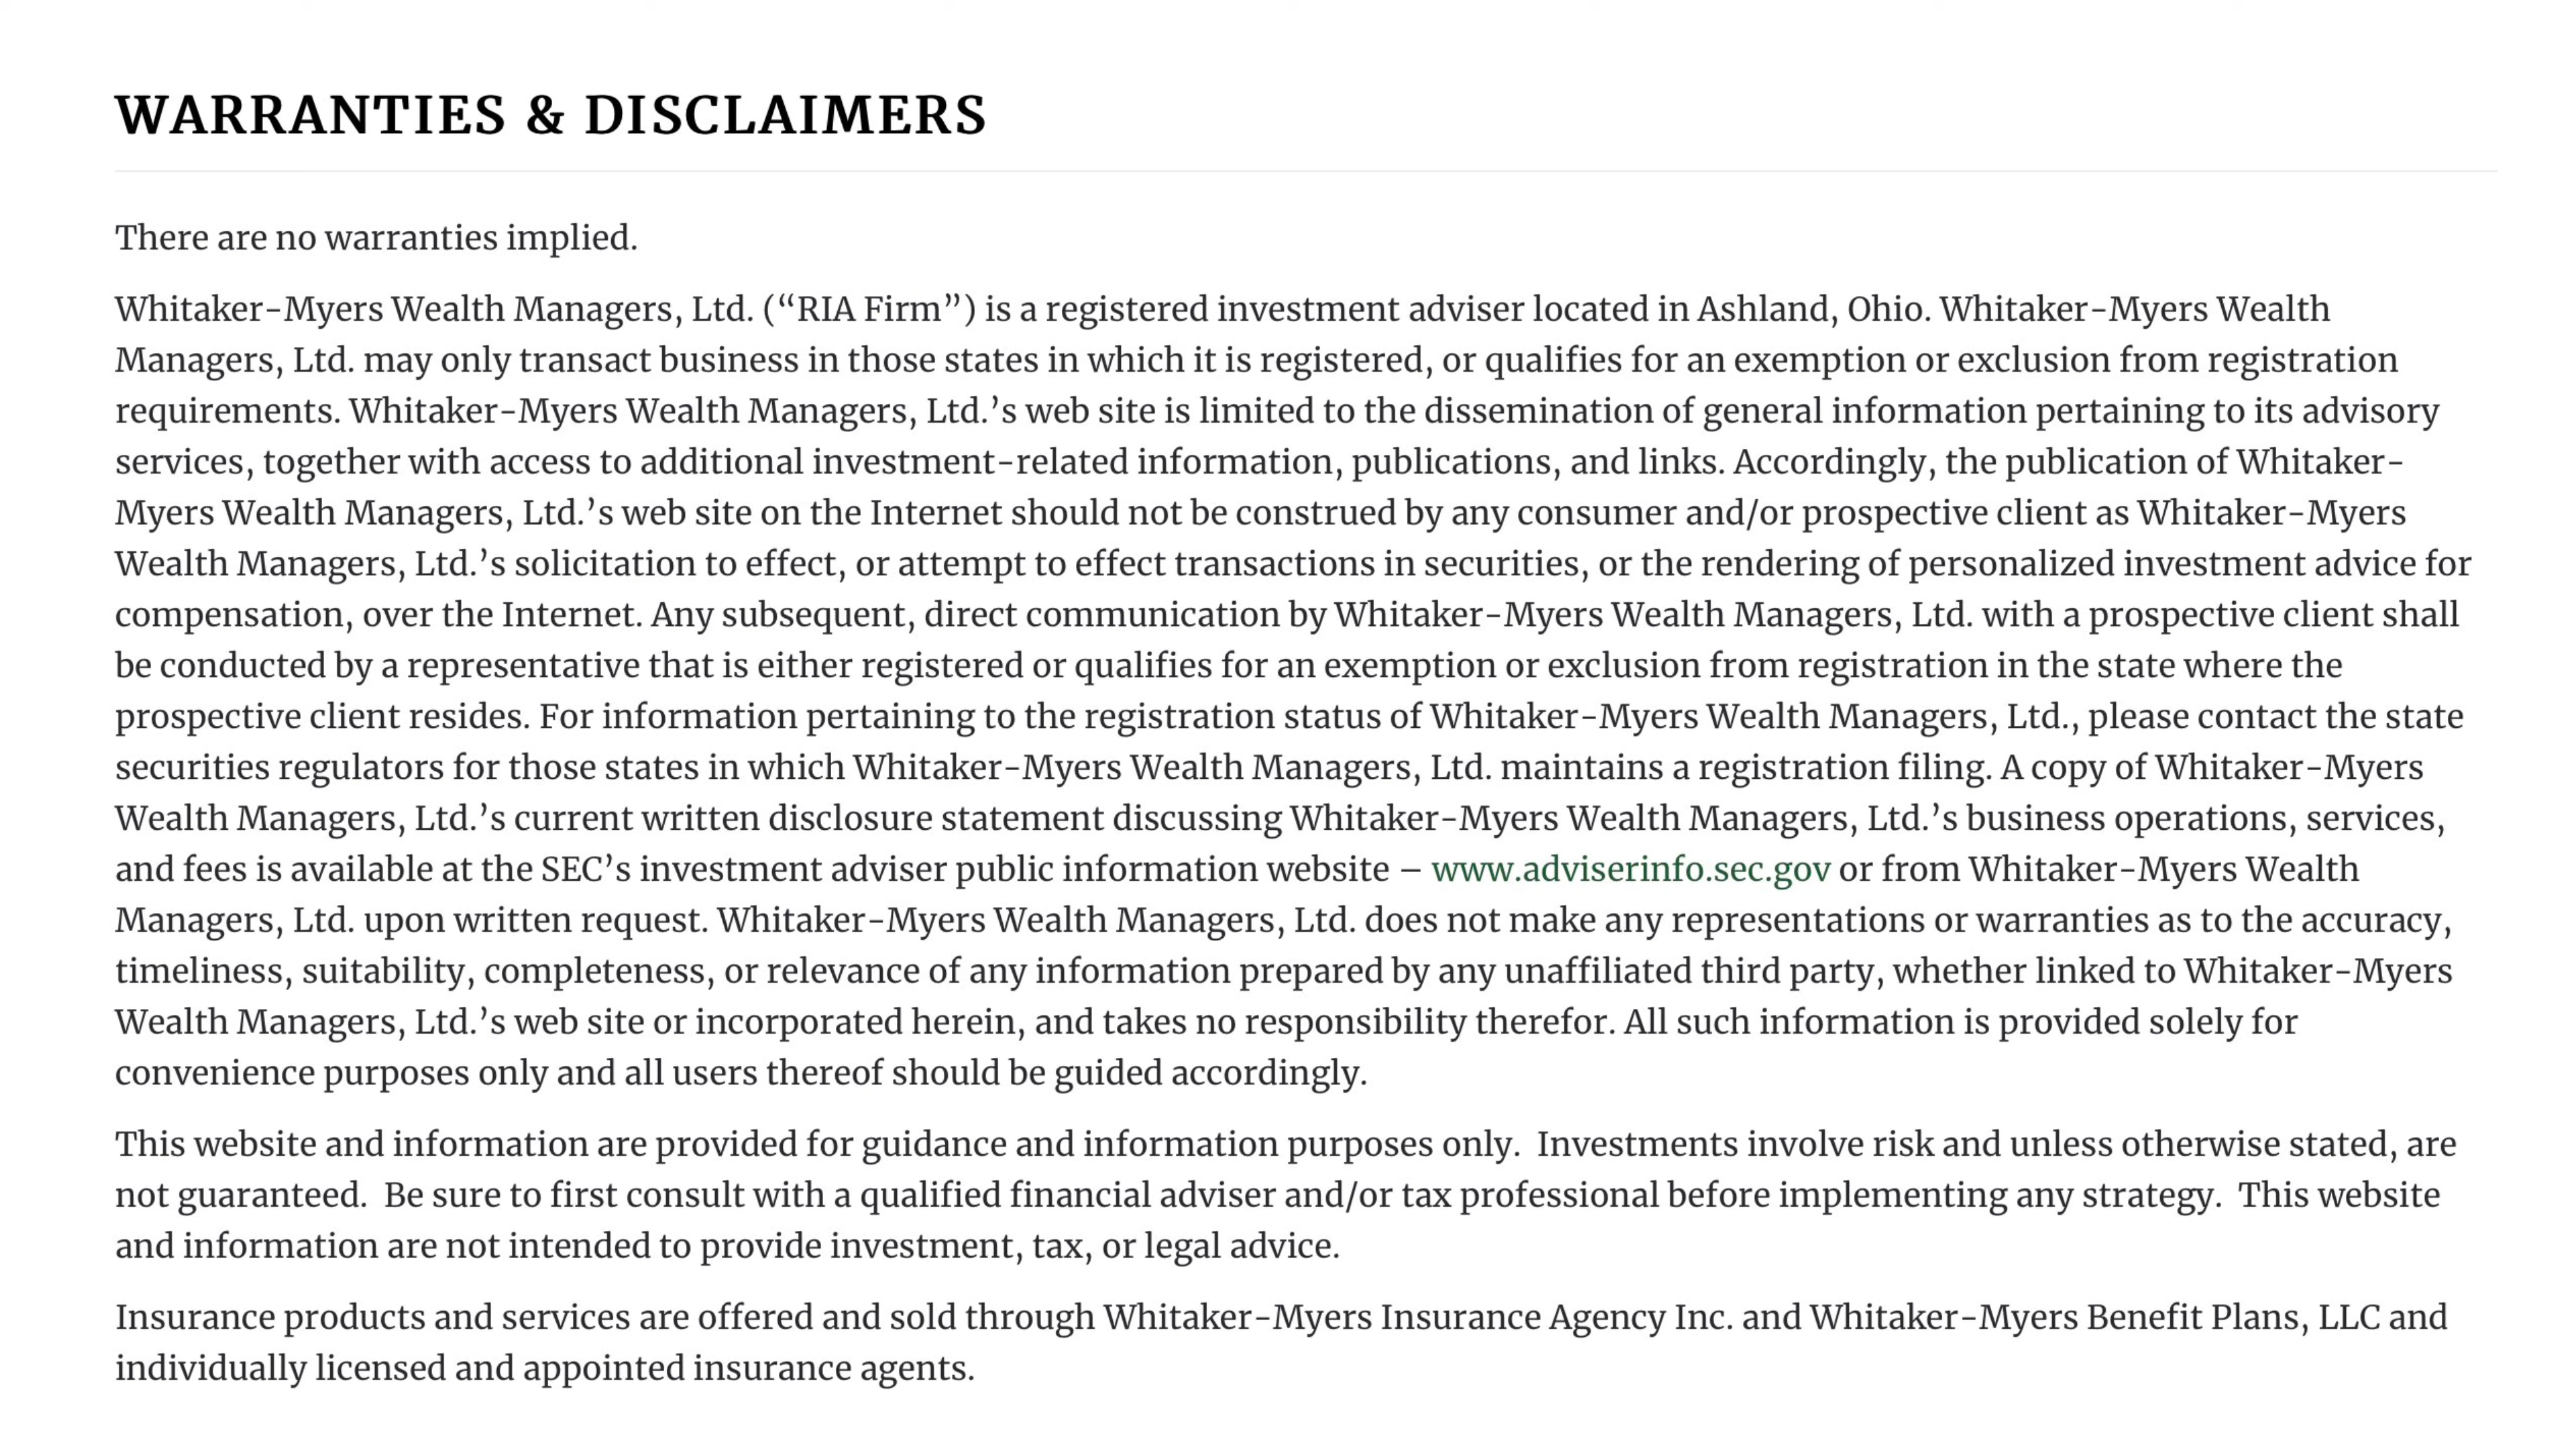 WARRANTIES & DISCLAIMERS
There are no warranties implied.
Whitaker-Myers Wealth Managers, Ltd. (“RIA Firm”) is a registered investment adviser located in Ashland, Ohio. Whitaker-Myers Wealth
Managers, Ltd. may only transact business in those states in which it is registered, or qualifies for an exemption or exclusion from registration
requirements. Whitaker-Myers Wealth Managers, Ltd.’s web site is limited to the dissemination of general information pertaining to its advisory
services, together with access to additional investment-related information, publications, and links. Accordingly, the publication of Whitaker-
Myers Wealth Managers, Ltd.’s web site on the Internet should not be construed by any consumer and/or prospective client as Whitaker-Myers
Wealth Managers, Ltd.’s solicitation to effect, or attempt to effect transactions in securities, or the rendering of personalized investment advice for
compensation, over the Internet. Any subsequent, direct communication by Whitaker-Myers Wealth Managers, Ltd. with a prospective client shall
be conducted by a representative that is either registered or qualifies for an exemption or exclusion from registration in the state where the
prospective client resides. For information pertaining to the registration status of Whitaker-Myers Wealth Managers, Ltd., please contact the state
securities regulators for those states in which Whitaker-Myers Wealth Managers, Ltd. maintains a registration filing. A copy of Whitaker-Myers
Wealth Managers, Ltd.’s current written disclosure statement discussing Whitaker-Myers Wealth Managers, Ltd.’s business operations, services,
and fees is available at the SEC’s investment adviser public information website – www.adviserinfo.sec.gov or from Whitaker-Myers Wealth
Managers, Ltd. upon written request. Whitaker-Myers Wealth Managers, Ltd. does not make any representations or warranties as to the accuracy,
timeliness, suitability, completeness, or relevance of any information prepared by any unaffiliated third party, whether linked to Whitaker-Myers
Wealth Managers, Ltd.’s web site or incorporated herein, and takes no responsibility therefor. All such information is provided solely for
convenience purposes only and all users thereof should be guided accordingly.
This website and information are provided for guidance and information purposes only.  Investments involve risk and unless otherwise stated, are
not guaranteed.  Be sure to first consult with a qualified financial adviser and/or tax professional before implementing any strategy.  This website
and information are not intended to provide investment, tax, or legal advice.
Insurance products and services are offered and sold through Whitaker-Myers Insurance Agency Inc. and Whitaker-Myers Benefit Plans, LLC and
individually licensed and appointed insurance agents.